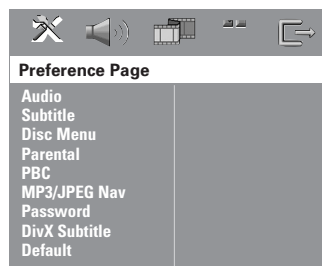 Preference Page
Audio
Subtitle
Disc Menu
Parental
PBC
MP3/JPEG Nav
Password
DivX Subtitle
Default